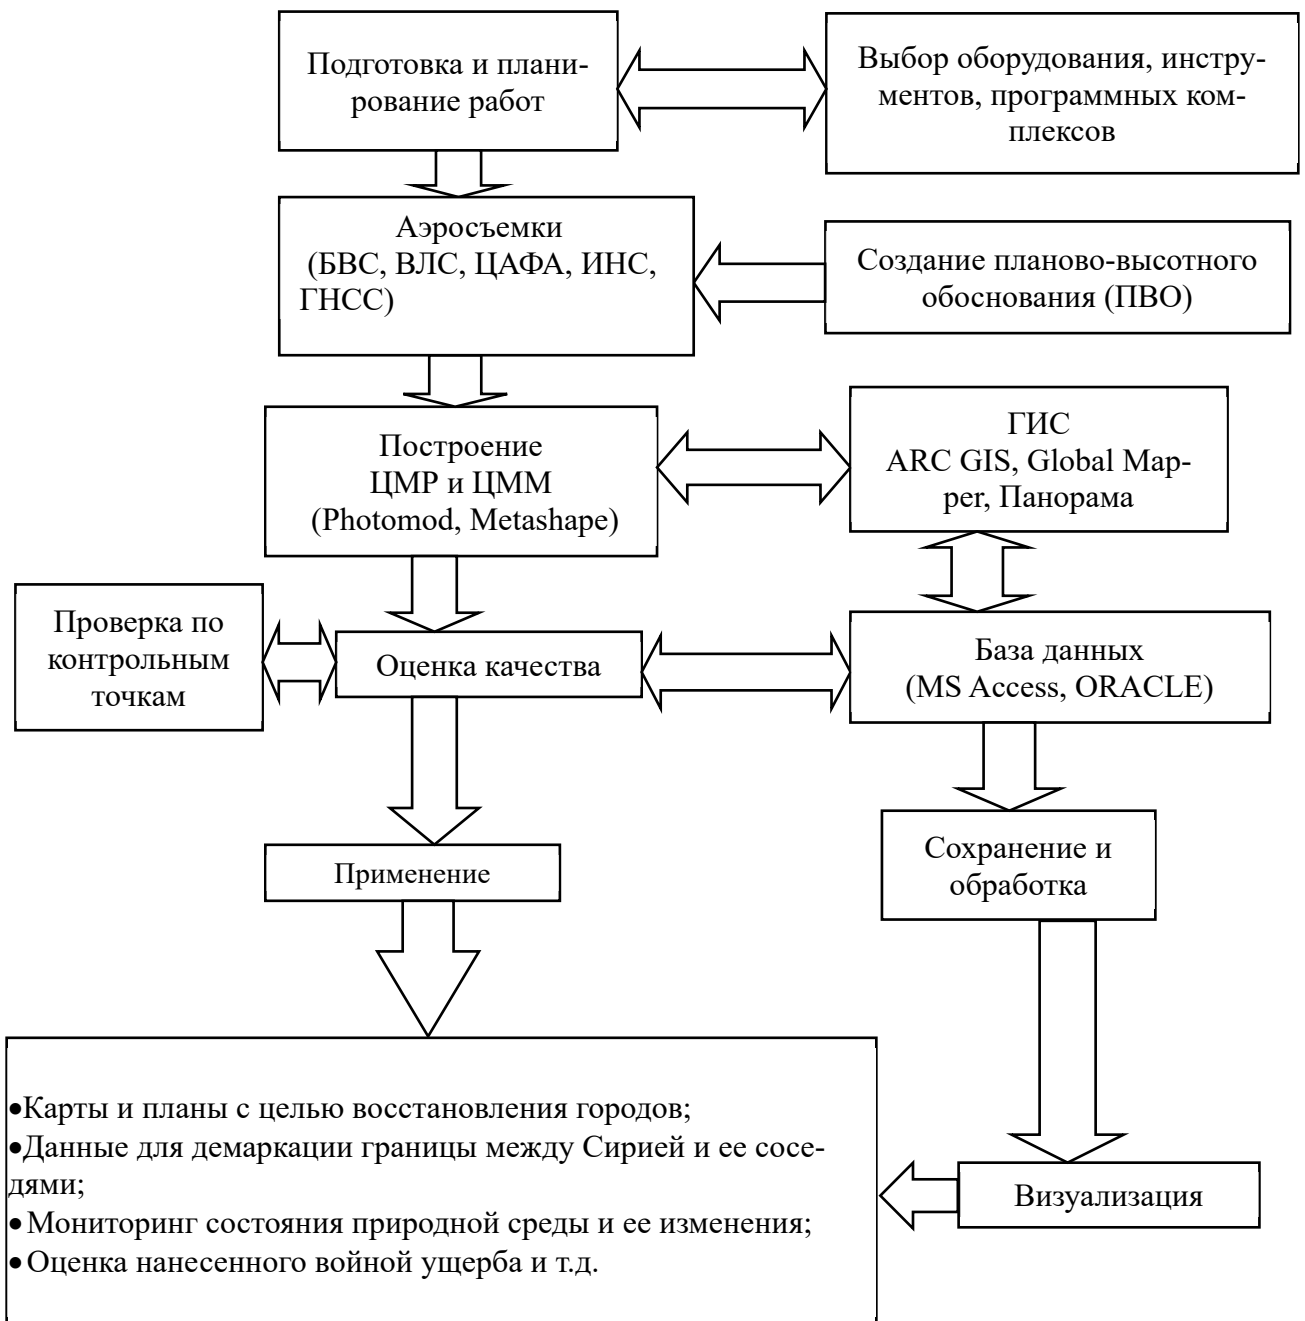 Подготовка и плани-
рование работ
Выбор оборудования, инстру-
ментов, программных ком-
плексов
Аэросъемки
(БВС, ВЛС, ЦАФА, ИНС,
ГНСС)
Создание планово-высотного
обоснования (ПВО)
Построение
ЦМР и ЦММ
(Photomod, Metashape)
ГИС
ARC GIS, Global Map-
per, Панорама
Проверка по
контрольным
точкам
Оценка качества
База данных
(MS Access, ORACLE)
Применение
Сохранение и
обработка
•Карты и планы с целью восстановления городов;
•Данные для демаркации границы между Сирией и ее сосе-
дями;
• Мониторинг состояния природной среды и ее изменения;
• Оценка нанесенного войной ущерба и т.д.
Визуализация